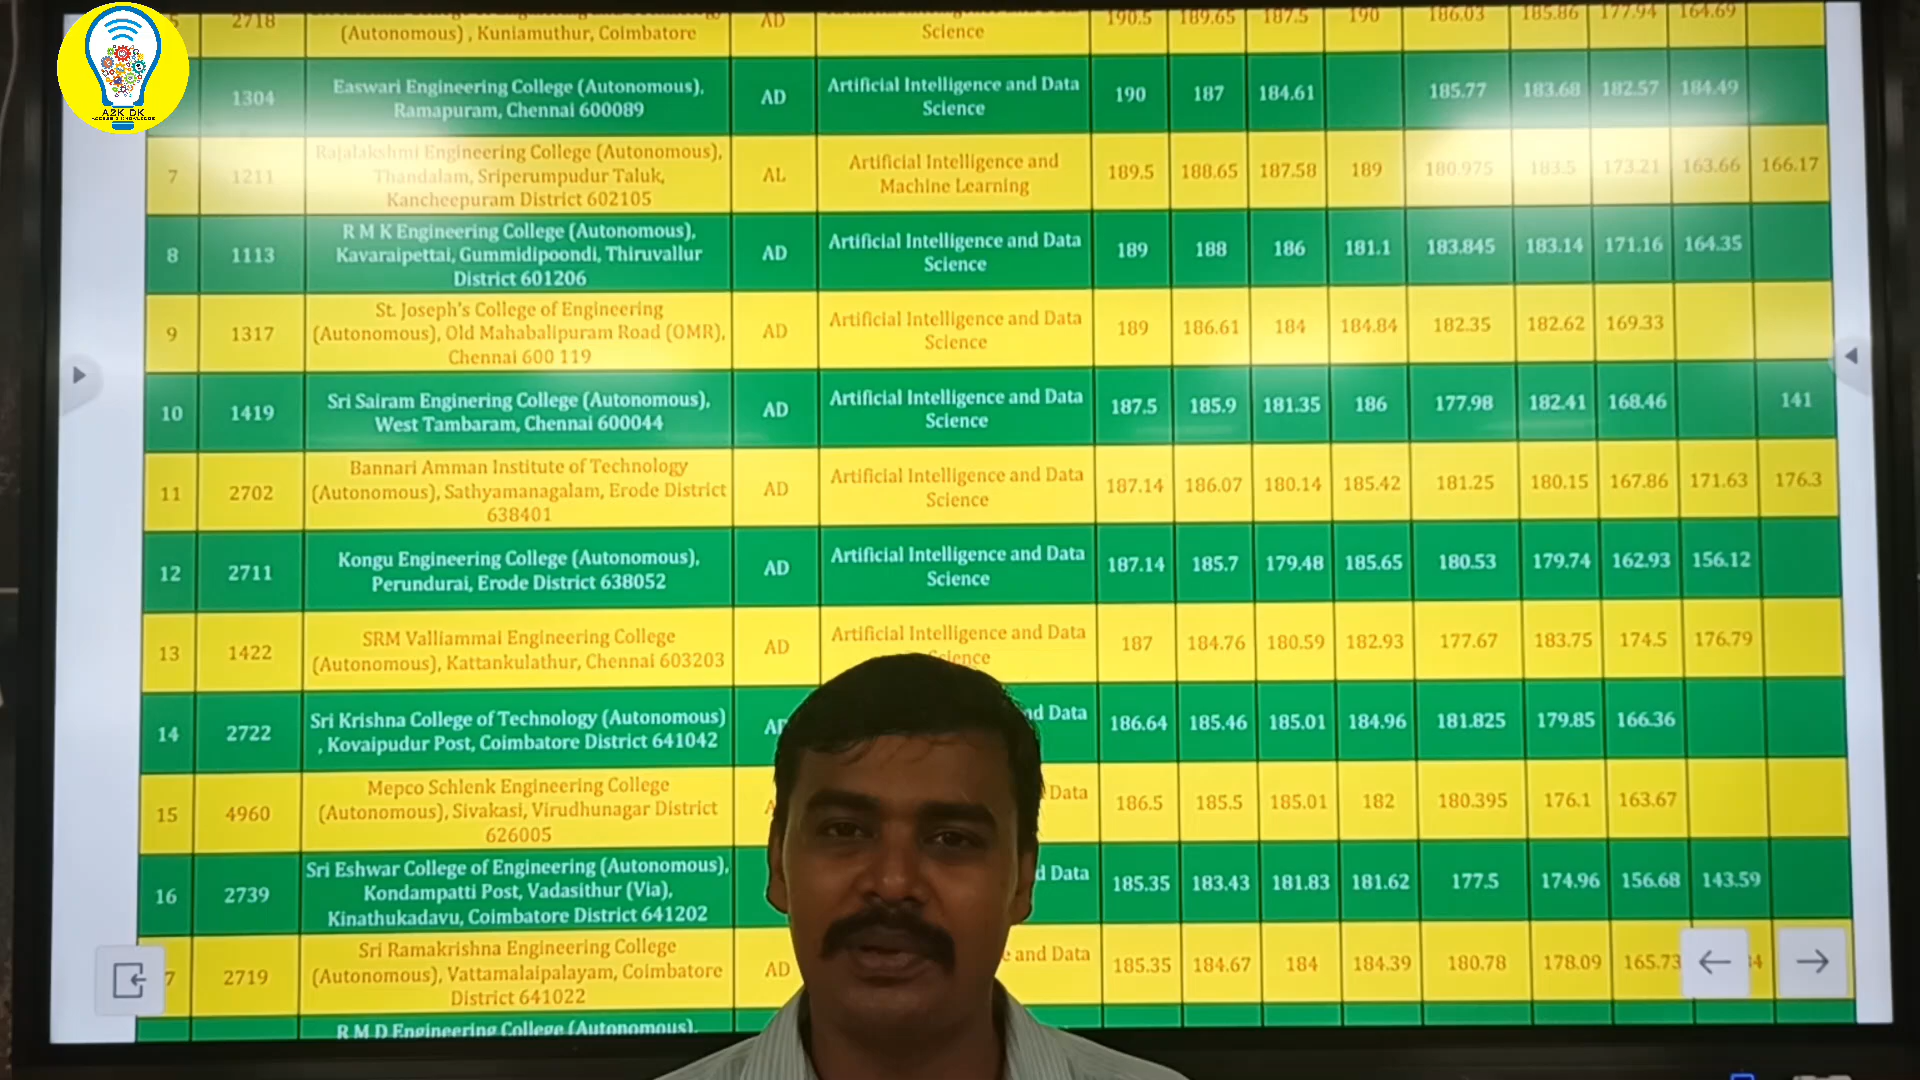 A2K DK
2718 (Autonomous) , Kuniamuthur, Coimbatore AD Science 190.5 189.65 187.5 190 186.03 185.86 177.94 164.69
1304 Easwari Engineering College (Autonomous), AD Artificial Intelligence and Data 190 187 184.61 185.77 183.68 182.57 184.49
Ramapuram, Chennai 600089 Science
Rajalakshmi Engineering College (Autonomous),
7 1211 Thandalam, Sriperumpudur Taluk, AL Artificial Intelligence and 189.5 188.65 187.58 189 180.975 183.5 173.21 163.66 166.17
Kancheepuram District 602105 Machine Learning
R M K Engineering College (Autonomous),
8 1113 Kavaraipettai, Gummidipoondi, Thiruvallur AD Artificial Intelligence and Data 189 188 186 181.1 183.845 183.14 171.16 164.35
District 601206 Science
St. Joseph's College of Engineering
9 1317 (Autonomous), Old Mahabalipuram Road (OMR), AD Artificial Intelligence and Data 189 186.61 184 184.84 182.35 182.62 169.33
Chennai 600 119 Science
10 1419 Sri Sairam Enginering College (Autonomous), AD Artificial Intelligence and Data 187.5 185.9 181.35 186 177.98 182.41 168.46 141
West Tambaram, Chennai 600044 Science
Bannari Amman Institute of Technology
11 2702 (Autonomous), Sathyamanagalam, Erode District AD Artificial Intelligence and Data 187.14 186.07 180.14 185.42 181.25 180.15 167.86 171.63 176.3
638401 Science
12 2711 Kongu Engineering College (Autonomous), AD Artificial Intelligence and Data 187.14 185.7 179.48 185.65 180.53 179.74 162.93 156.12
Perundurai, Erode District 638052 Science
13 1422 SRM Valliammai Engineering College AD Artificial Intelligence and Data 187 184.76 180.59 182.93 177.67 183.75 174.5 176.79
(Autonomous), Kattankulathur, Chennai 603203
14 2722 Sri Krishna College of Technology (Autonomous) Data 186.64 185.46 185.01 184.96 181.825 179.85 166.36
, Kovaipudur Post, Coimbatore District 641042
Mepco Schlenk Engineering College
15 4960 (Autonomous), Sivakasi, Virudhunagar District Data 186.5 185.5 185.01 182 180.395 176.1 163.67
626005
Sri Eshwar College of Engineering (Autonomous),
16 2739 Kondampatti Post, Vadasithur (Via), Data 185.35 183.43 181.83 181.62 177.5 174.96 156.68 143.59
Kinathukadavu, Coimbatore District 641202
Sri Ramakrishna Engineering College
7 2719 (Autonomous), Vattamalaipalayam, Coimbatore AD and Data 185.35 184.67 184 184.39 180.78 178.09 165.73
District 641022
R M D Engineering College (Autonomous),